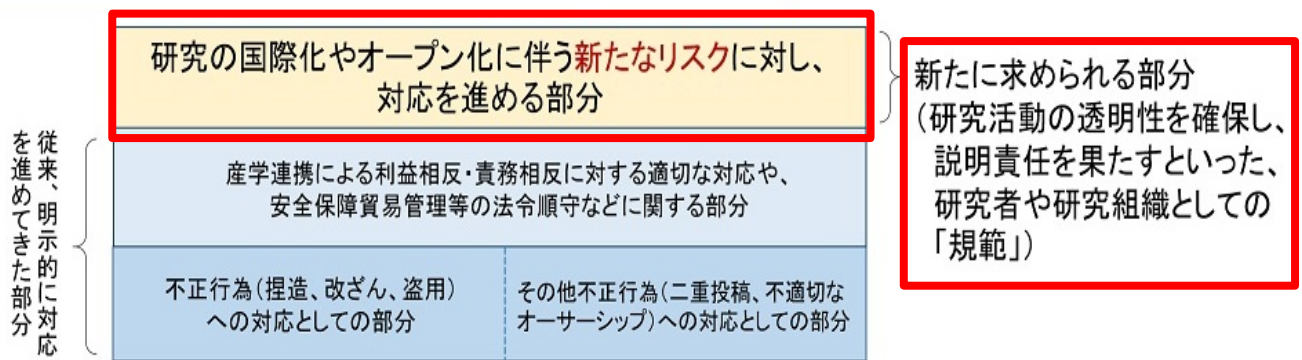 研究の国際化やオープン化に伴う新たなリスクに対し、
対応を進める部分
新たに求められる部分
（研究活動の透明性を確保し、
説明責任を果たすといった、
研究者や研究組織としての
「規範」）
従来、明示的に対応
を進めてきた部分
産学連携による利益相反・責務相反に対する適切な対応や、
安全保障貿易管理等の法令順守などに関する部分
不正行為（捏造、改ざん、盗用）
への対応としての部分
その他不正行為（二重投稿、不適切な
オーサーシップ）への対応としての部分